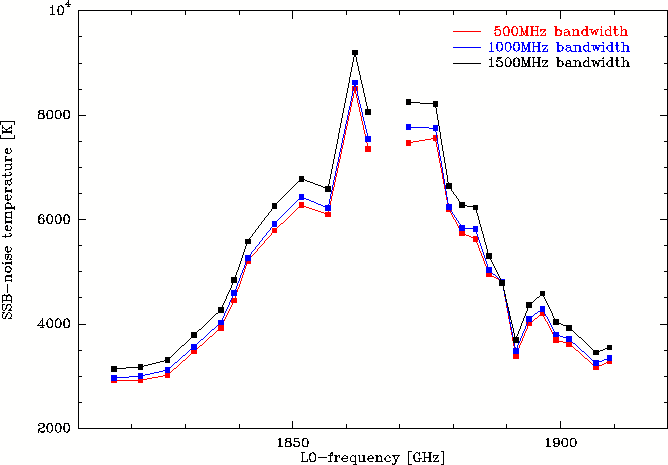 10⁴
500MHz bandwidth
1000MHz bandwidth
1500MHz bandwidth
8000
6000
4000
2000
SSB-noise temperature [K]
1850
1900
LO-frequency [GHz]